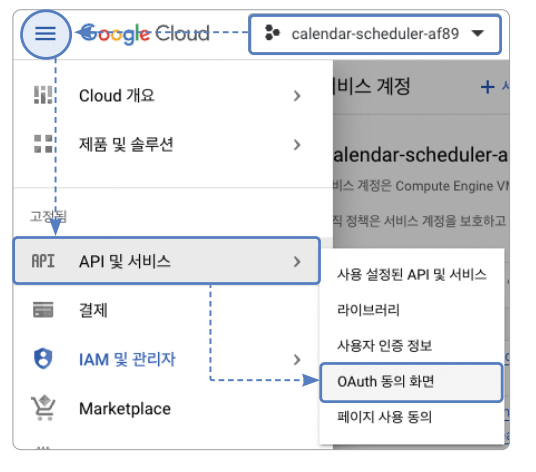 Google Cloud
calendar-scheduler-af89
Cloud 개요
비스 계정
제품 및 솔루션
calendar-scheduler-a
비스 계정은 Compute Engine
고정됨
정책은 서비스 계정을 보호하고
API API 및 서비스
사용 설정된 API 및 서비스
결제
라이브러리
사용자 인증 정보
IAM 및 관리자
OAuth 동의 화면
Marketplace
페이지 사용 동의